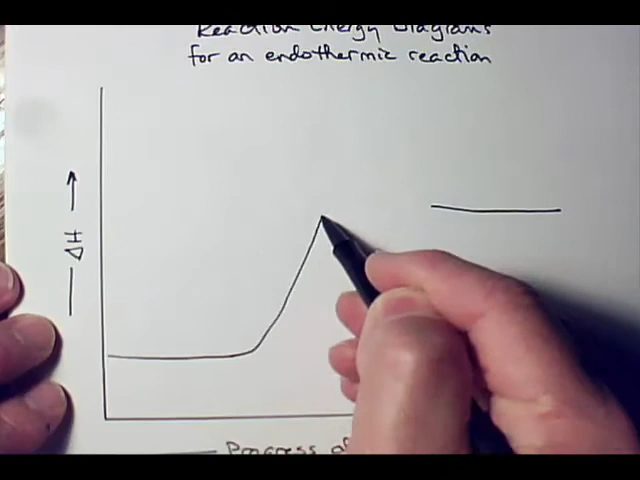 Reaction Energy Diagrams
for an endothermic reaction
— ΔH →
Progress of